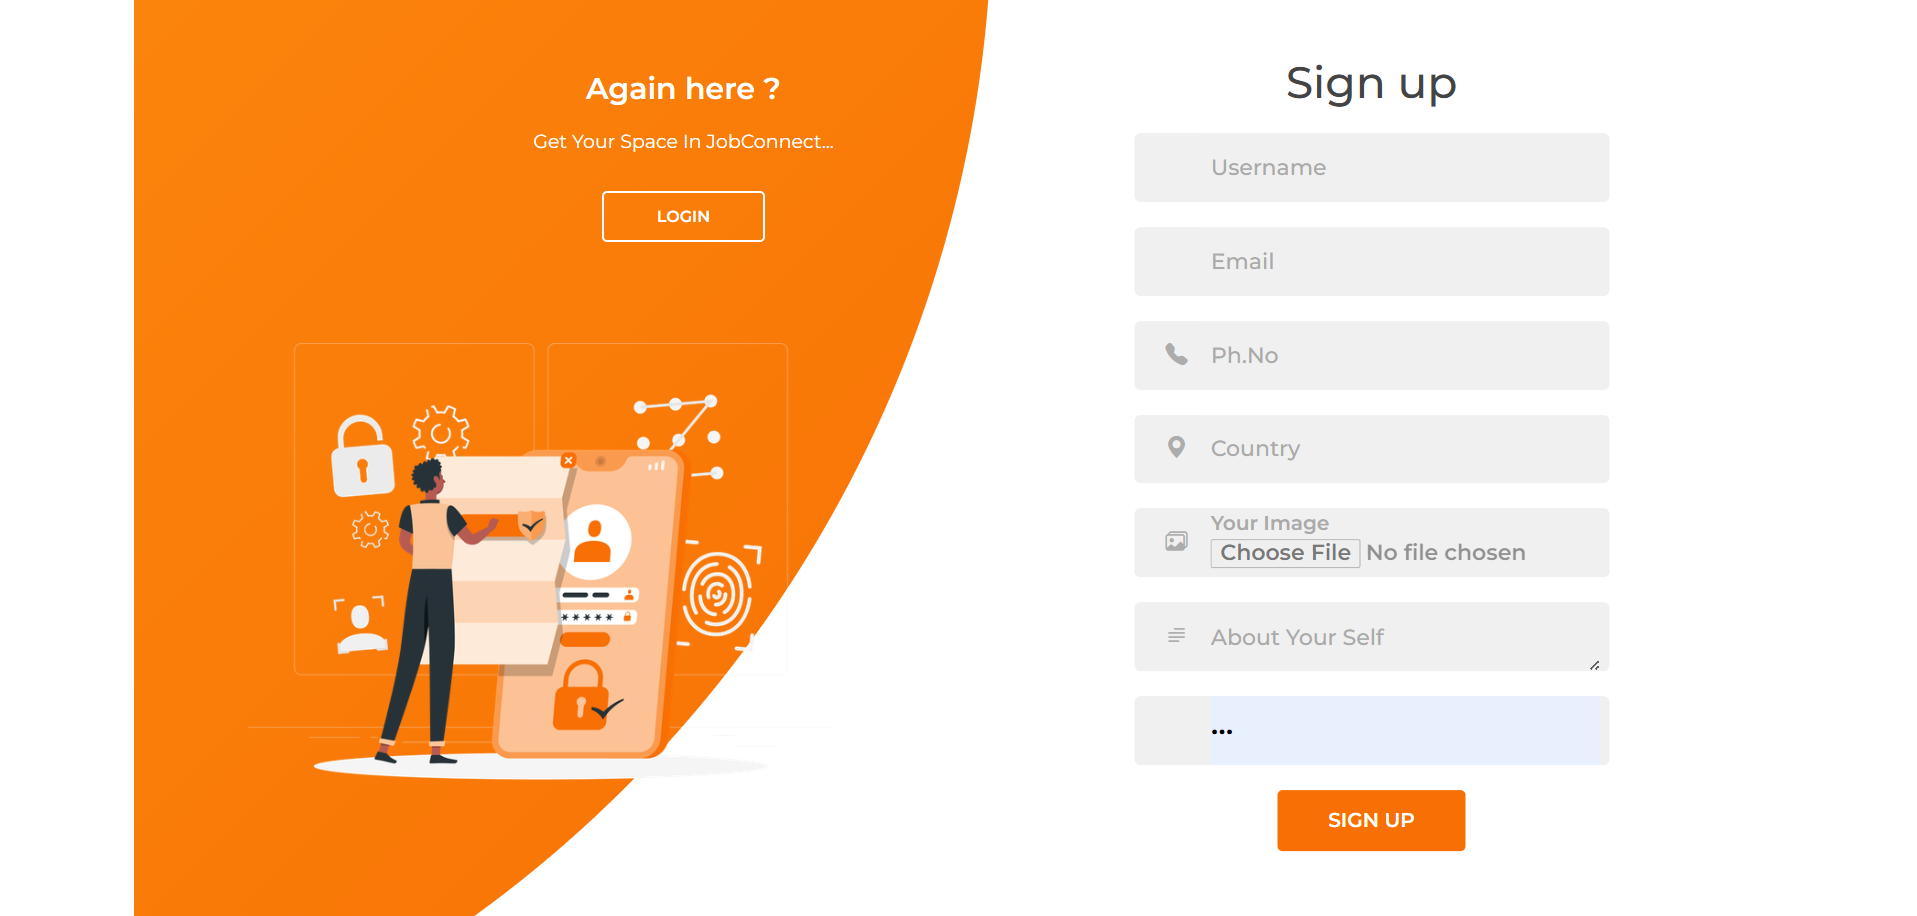 Again here ?
Get Your Space In JobConnect...
LOGIN
*****
Sign up
Username
Email
Ph.No
Country
Your Image
Choose File No file chosen
About Your Self
•••
SIGN UP